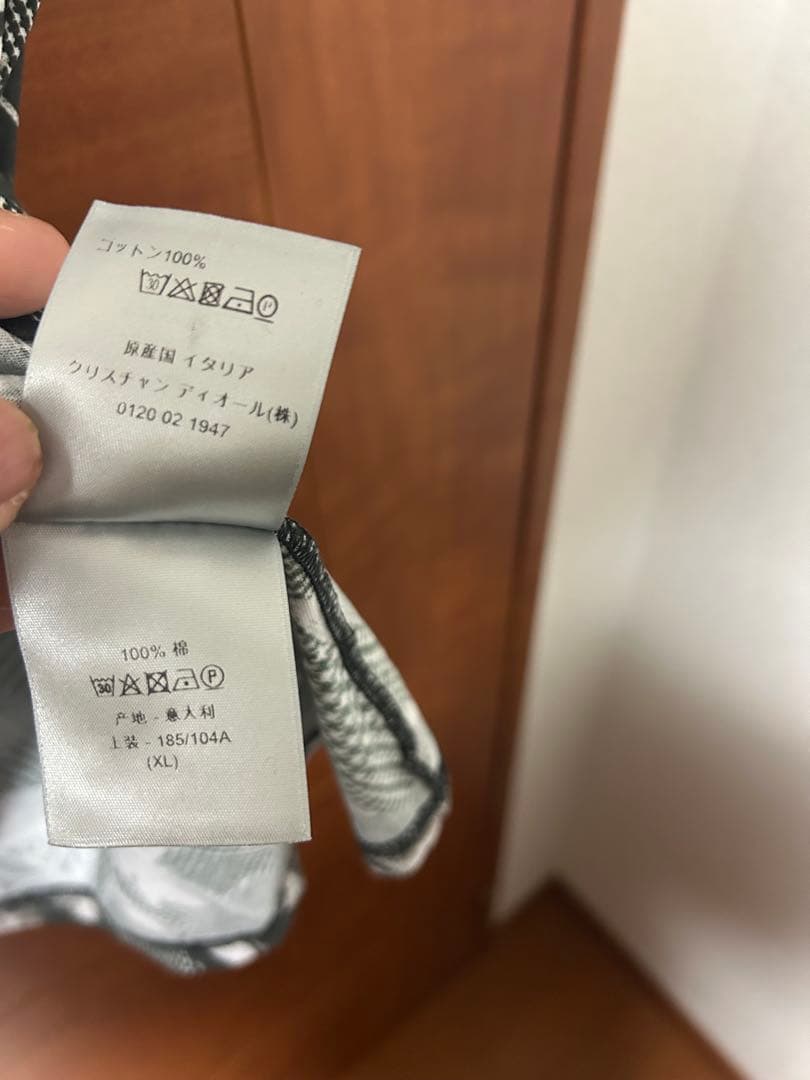 コットン100%
30 P
原産国 イタリア
クリスチャン ディオール(株)
0120 02 1947
100% 棉
30 P
产地 - 意大利
上装 - 185/104A
(XL)